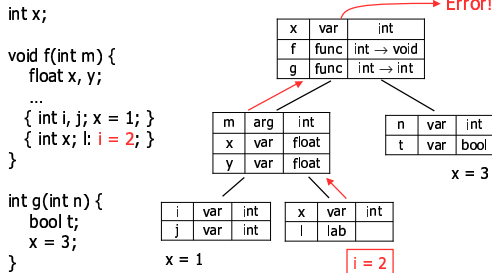 int x;
void f(int m) {
float x, y;
...
{ int i, j; x = 1; }
{ int x; l: i = 2; }
}
int g(int n) {
bool t;
x = 3;
}
Error!
x var int
f func int → void
g func int → int
m arg int
x var float
y var float
n var int
t var bool
x = 3
i var int
j var int
x = 1
x var int
l lab
i = 2